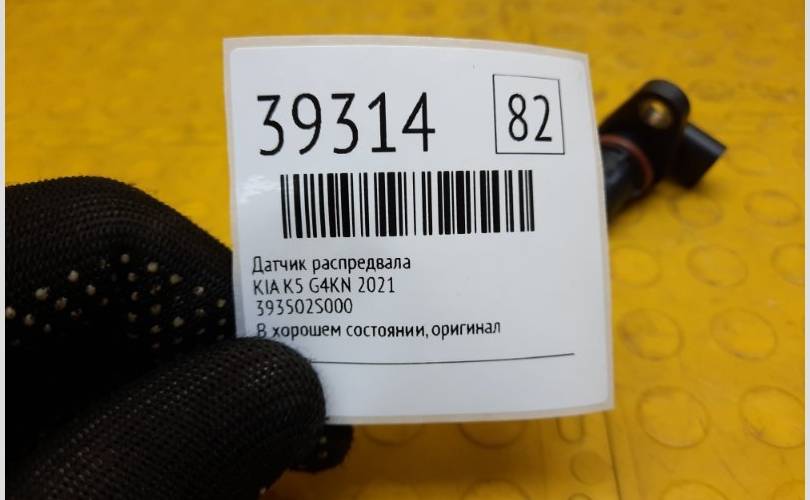 39314
82
Датчик распредвала
KIA K5 G4KN 2021
393502S000
В хорошем состоянии, оригинал